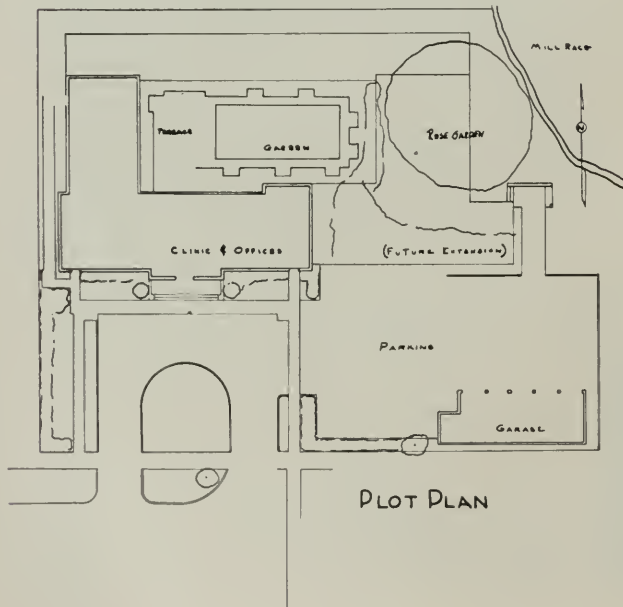 MILL RACE
N
TERRACE
GARDEN
ROSE GARDEN
CLINIC & OFFICES
(FUTURE EXTENSION)
PARKING
GARAGE
PLOT PLAN